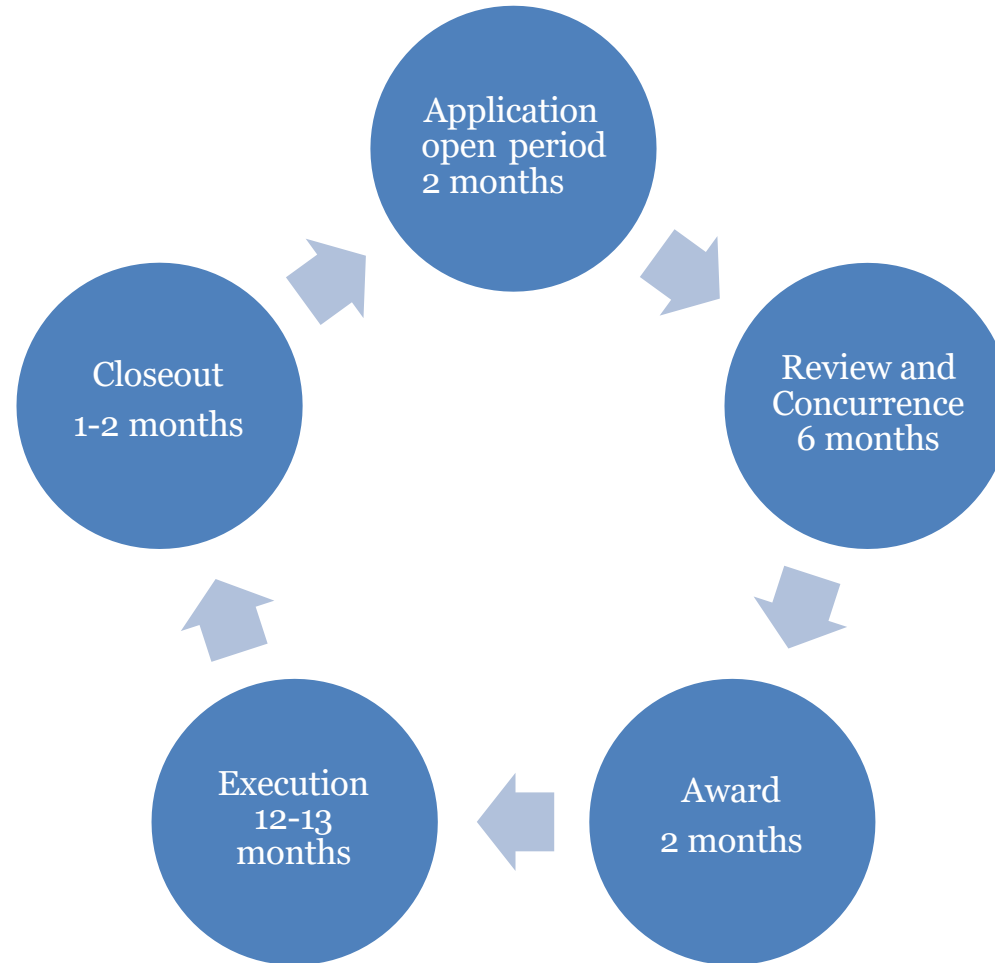 Application
open period
2 months
Review and
Concurrence
6 months
Award
2 months
Execution
12-13
months
Closeout
1-2 months